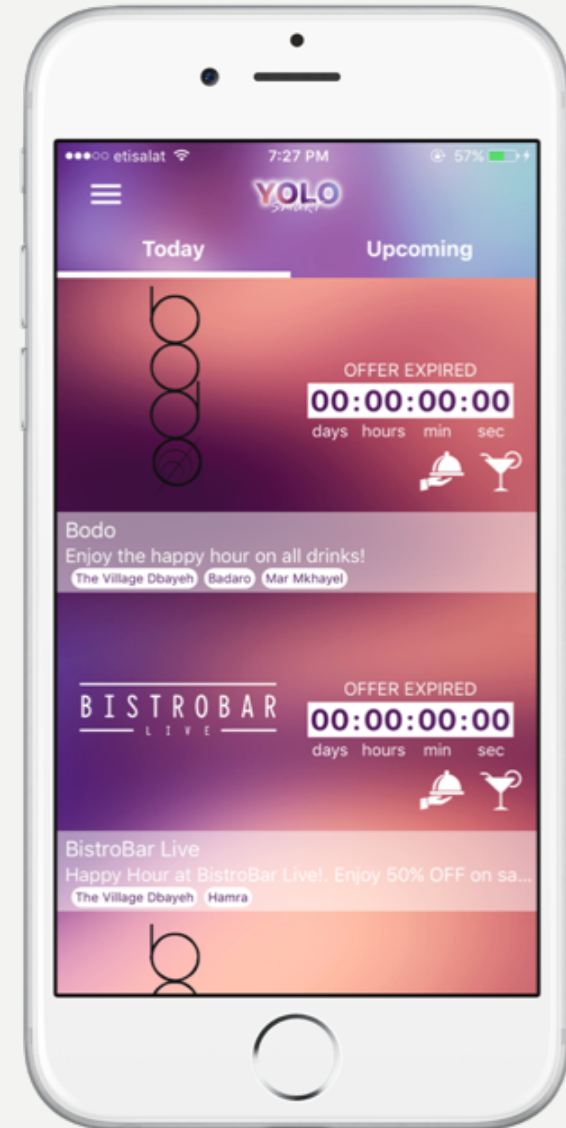 etisalat 7:27 PM 57%
YOLO
SMART
Today Upcoming
bodo
OFFER EXPIRED
00:00:00:00
days hours min sec
Bodo
Enjoy the happy hour on all drinks!
The Village Dbayeh Badaro Mar Mkhayel
BISTROBAR
LIVE
OFFER EXPIRED
00:00:00:00
days hours min sec
BistroBar Live
Happy Hour at BistroBar Live!. Enjoy 50% OFF on sa...
The Village Dbayeh Hamra